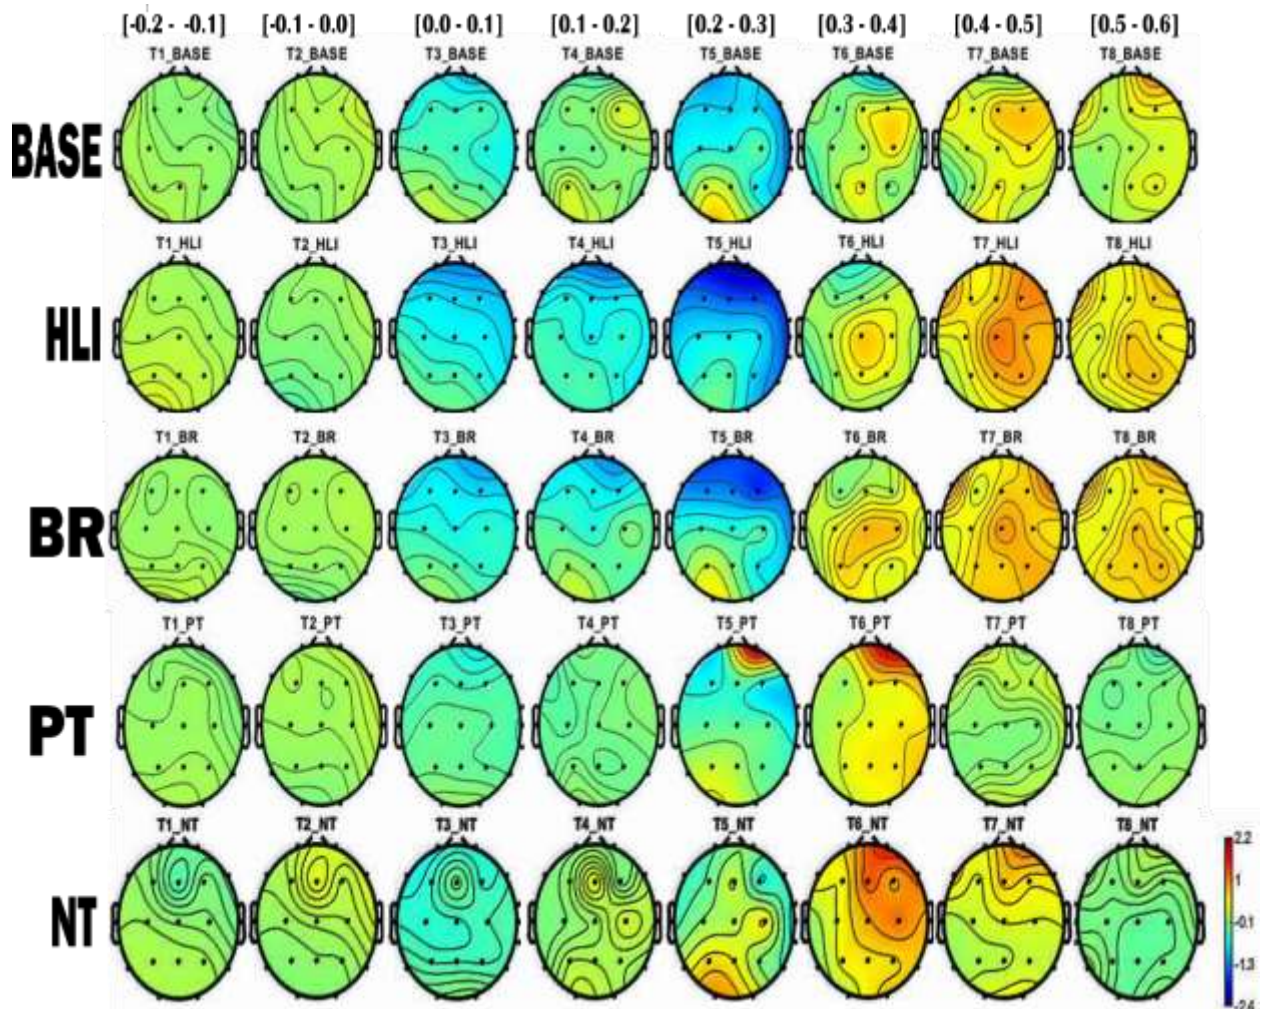 [-0.2 - -0.1] [-0.1 - 0.0] [0.0 - 0.1] [0.1 - 0.2] [0.2 - 0.3] [0.3 - 0.4] [0.4 - 0.5] [0.5 - 0.6]
T1_BASE T2_BASE T3_BASE T4_BASE T5_BASE T6_BASE T7_BASE T8_BASE
BASE
T1_HLI T2_HLI T3_HLI T4_HLI T5_HLI T6_HLI T7_HLI T8_HLI
HLI
T1_BR T2_BR T3_BR T4_BR T5_BR T6_BR T7_BR T8_BR
BR
T1_PT T2_PT T3_PT T4_PT T5_PT T6_PT T7_PT T8_PT
PT
T1_NT T2_NT T3_NT T4_NT T5_NT T6_NT T7_NT T8_NT
NT
2.2
1
-0.1
-1.3
-2.4